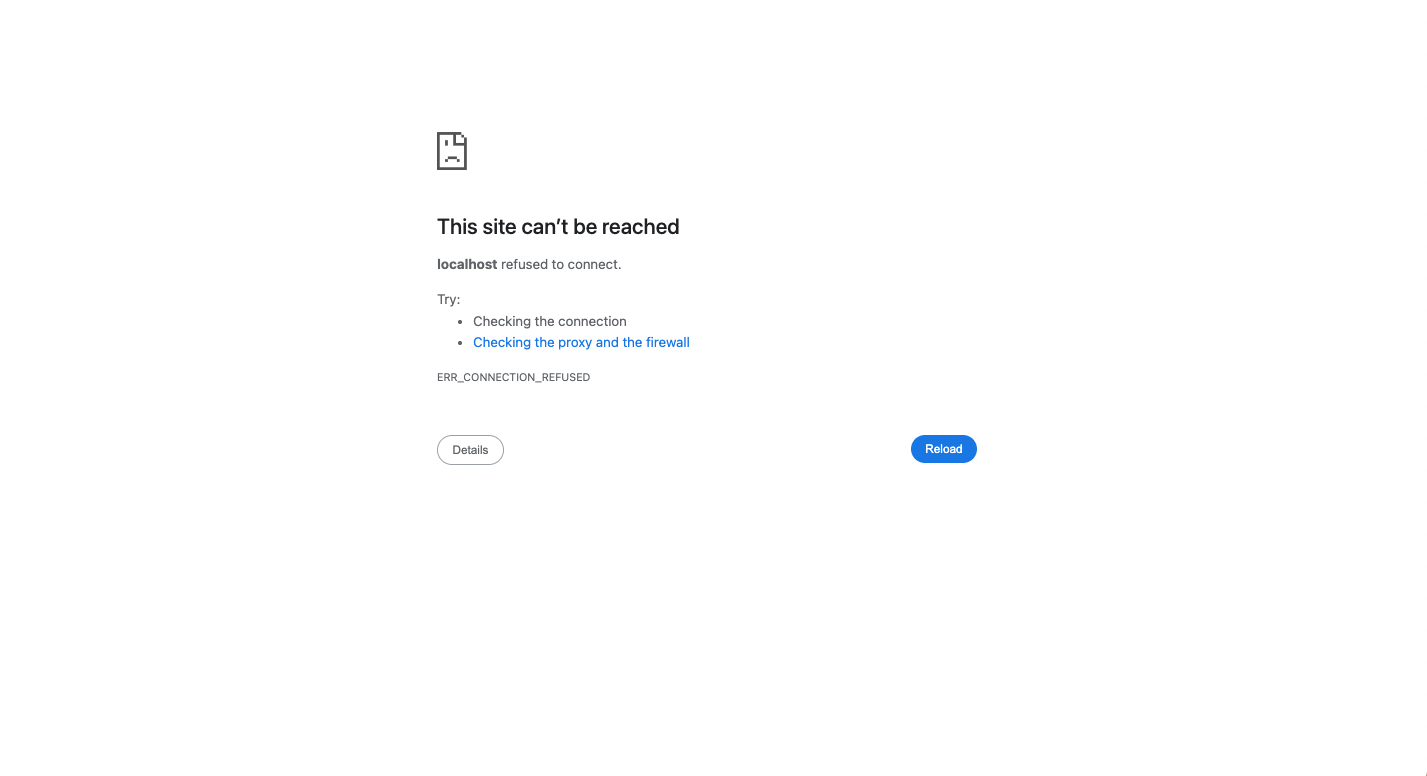 This site can’t be reached
localhost refused to connect.
Try:
• Checking the connection
• Checking the proxy and the firewall
ERR_CONNECTION_REFUSED
Details
Reload